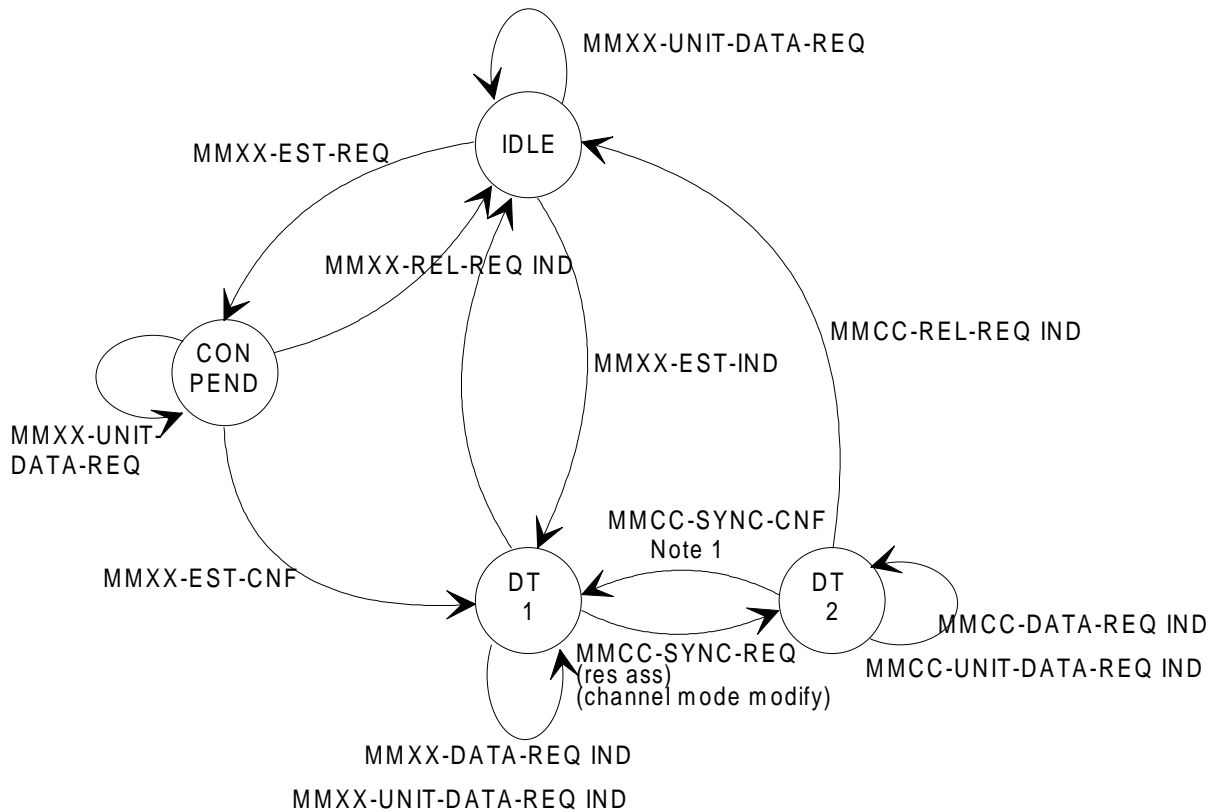 MMXX-UNIT-DATA-REQ
IDLE
MMXX-EST-REQ
MMXX-REL-REQ IND
MMCC-REL-REQ IND
MMXX-EST-IND
CON
PEND
MMXX-UNIT-
DATA-REQ
MMCC-SYNC-CNF
Note 1
MMXX-EST-CNF
DT
1
DT
2
MMCC-DATA-REQ IND
MMCC-UNIT-DATA-REQ IND
MMCC-SYNC-REQ
(res ass)
(channel mode modify)
MMXX-DATA-REQ IND
MMXX-UNIT-DATA-REQ IND